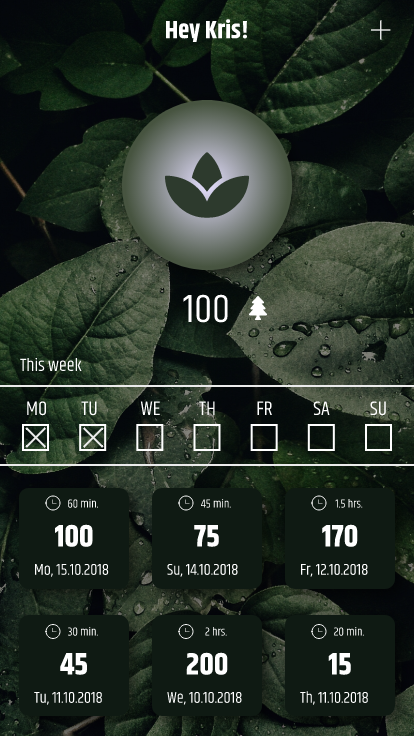 Hey Kris!
100
This week
MO TU WE TH FR SA SU
60 min. 45 min. 1.5 hrs.
100 75 170
Mo, 15.10.2018 Su, 14.10.2018 Fr, 12.10.2018
30 min. 2 hrs. 20 min.
45 200 15
Tu, 11.10.2018 We, 10.10.2018 Th, 11.10.2018